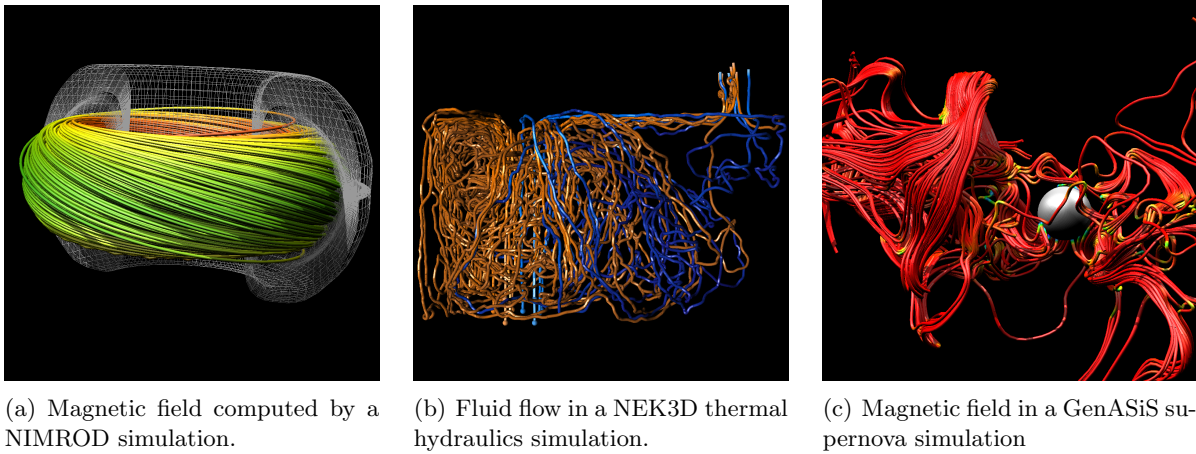 (a) Magnetic field computed by a
NIMROD simulation.
(b) Fluid flow in a NEK3D thermal
hydraulics simulation.
(c) Magnetic field in a GenASiS su-
pernova simulation